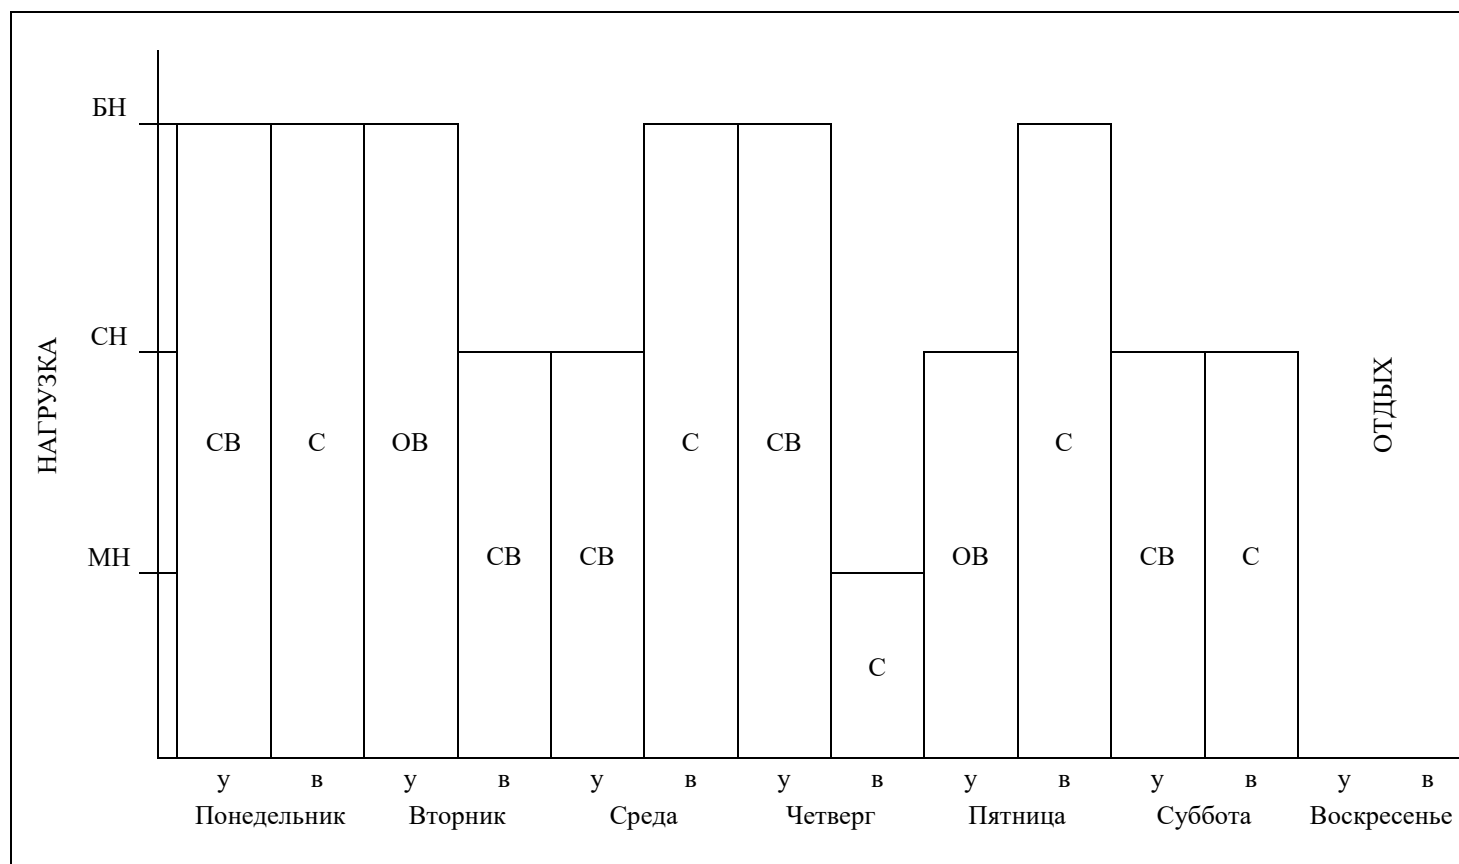 БН
СН
МН
НАГРУЗКА
СВ С ОВ С СВ С
СВ СВ ОВ СВ С
С
ОТДЫХ
у в у в у в у в у в у в у в
Понедельник Вторник Среда Четверг Пятница Суббота Воскресенье